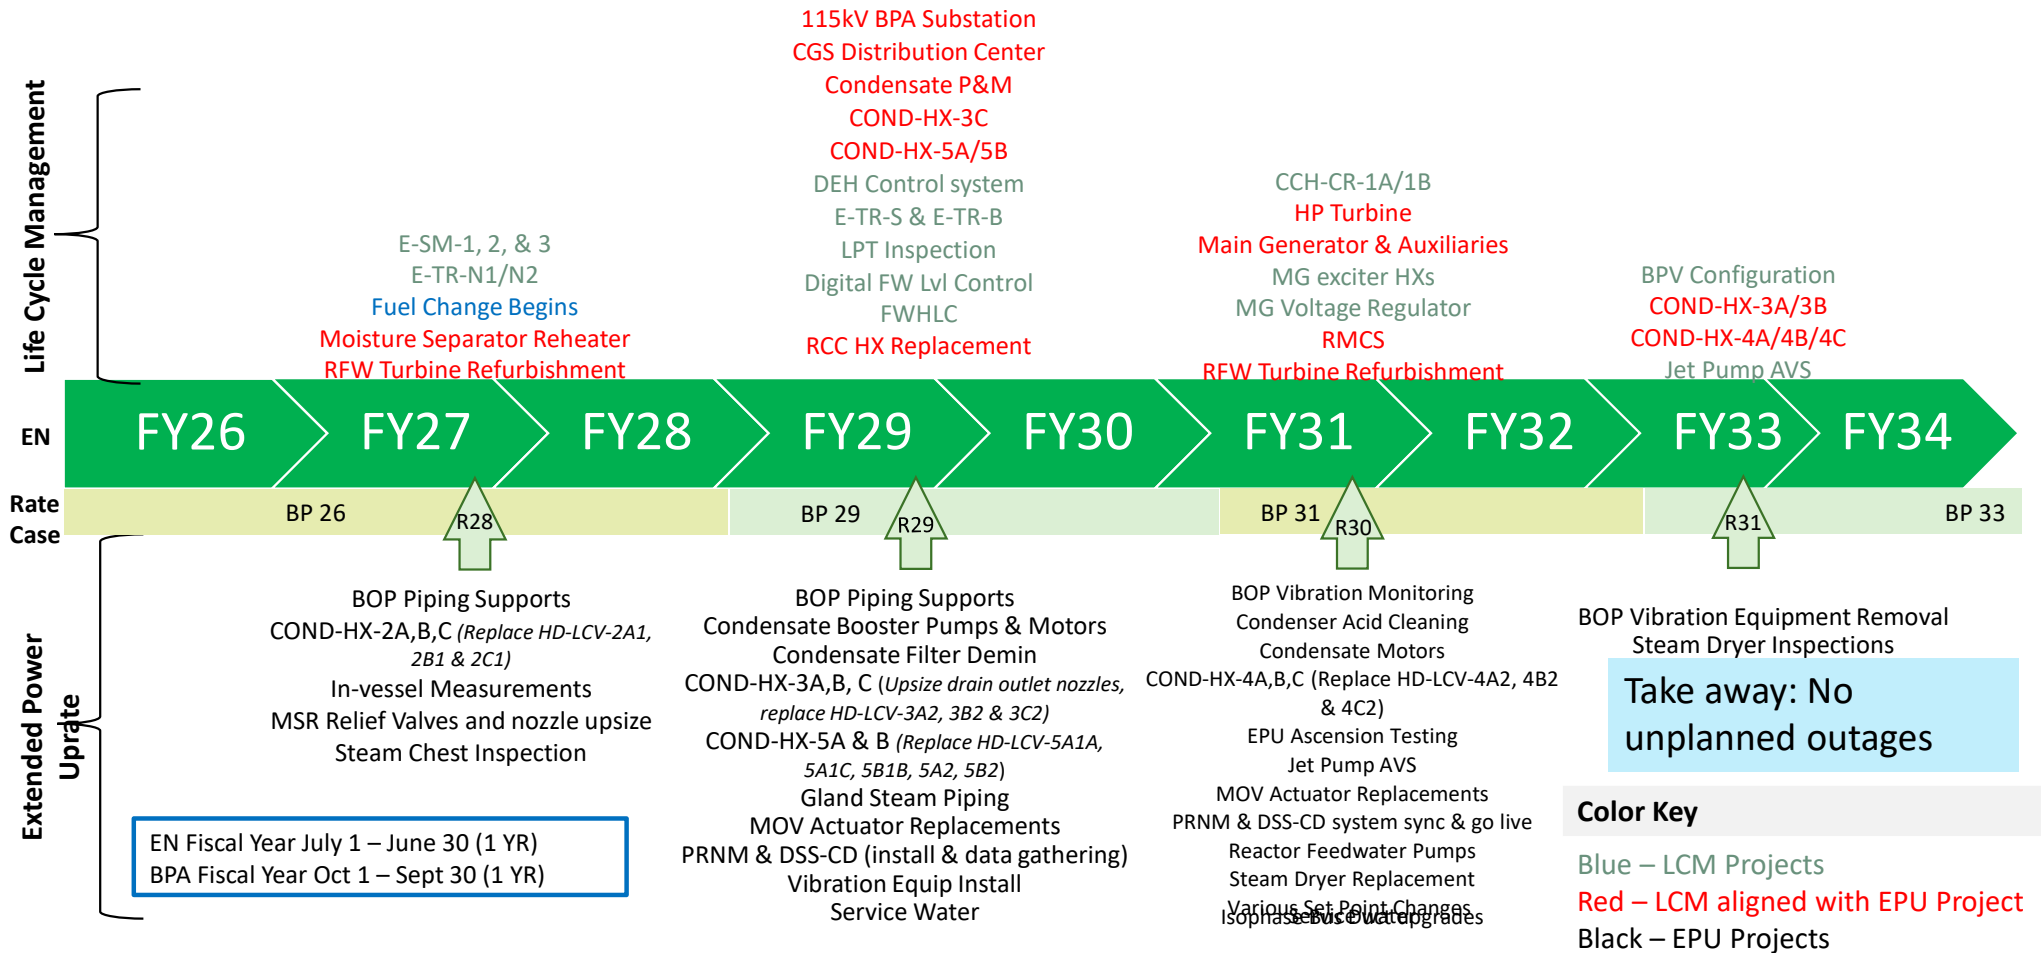 115kV BPA Substation
CGS Distribution Center
Condensate P&M
COND-HX-3C
COND-HX-5A/5B
DEH Control system
E-TR-S & E-TR-B
LPT Inspection
Digital FW Lvl Control
FWHLC
RCC HX Replacement
Life Cycle Management
E-SM-1, 2, & 3
E-TR-N1/N2
Fuel Change Begins
Moisture Separator Reheater
RFW Turbine Refurbishment
CCH-CR-1A/1B
HP Turbine
Main Generator & Auxiliaries
MG exciter HXs
MG Voltage Regulator
RMCS
RFW Turbine Refurbishment
BPV Configuration
COND-HX-3A/3B
COND-HX-4A/4B/4C
Jet Pump AVS
EN
FY26
FY27
FY28
FY29
FY30
FY31
FY32
FY33
FY34
Rate
Case
BP 26
R28
BP 29
R29
BP 31
R30
R31
BP 33
Extended Power
Uprate
BOP Piping Supports
COND-HX-2A,B,C (Replace HD-LCV-2A1,
2B1 & 2C1)
In-vessel Measurements
MSR Relief Valves and nozzle upsize
Steam Chest Inspection
EN Fiscal Year July 1 – June 30 (1 YR)
BPA Fiscal Year Oct 1 – Sept 30 (1 YR)
BOP Piping Supports
Condensate Booster Pumps & Motors
Condensate Filter Demin
COND-HX-3A,B, C (Upsize drain outlet nozzles,
replace HD-LCV-3A2, 3B2 & 3C2)
COND-HX-5A & B (Replace HD-LCV-5A1A,
5A1C, 5B1B, 5A2, 5B2)
Gland Steam Piping
MOV Actuator Replacements
PRNM & DSS-CD (install & data gathering)
Vibration Equip Install
Service Water
BOP Vibration Monitoring
Condenser Acid Cleaning
Condensate Motors
COND-HX-4A,B,C (Replace HD-LCV-4A2, 4B2
& 4C2)
EPU Ascension Testing
Jet Pump AVS
MOV Actuator Replacements
PRNM & DSS-CD system sync & go live
Reactor Feedwater Pumps
Steam Dryer Replacement
Various Set Point Changes
Service Water
Isophase Bus Duct upgrades
BOP Vibration Equipment Removal
Steam Dryer Inspections
Take away: No
unplanned outages
Color Key
Blue – LCM Projects
Red – LCM aligned with EPU Project
Black – EPU Projects